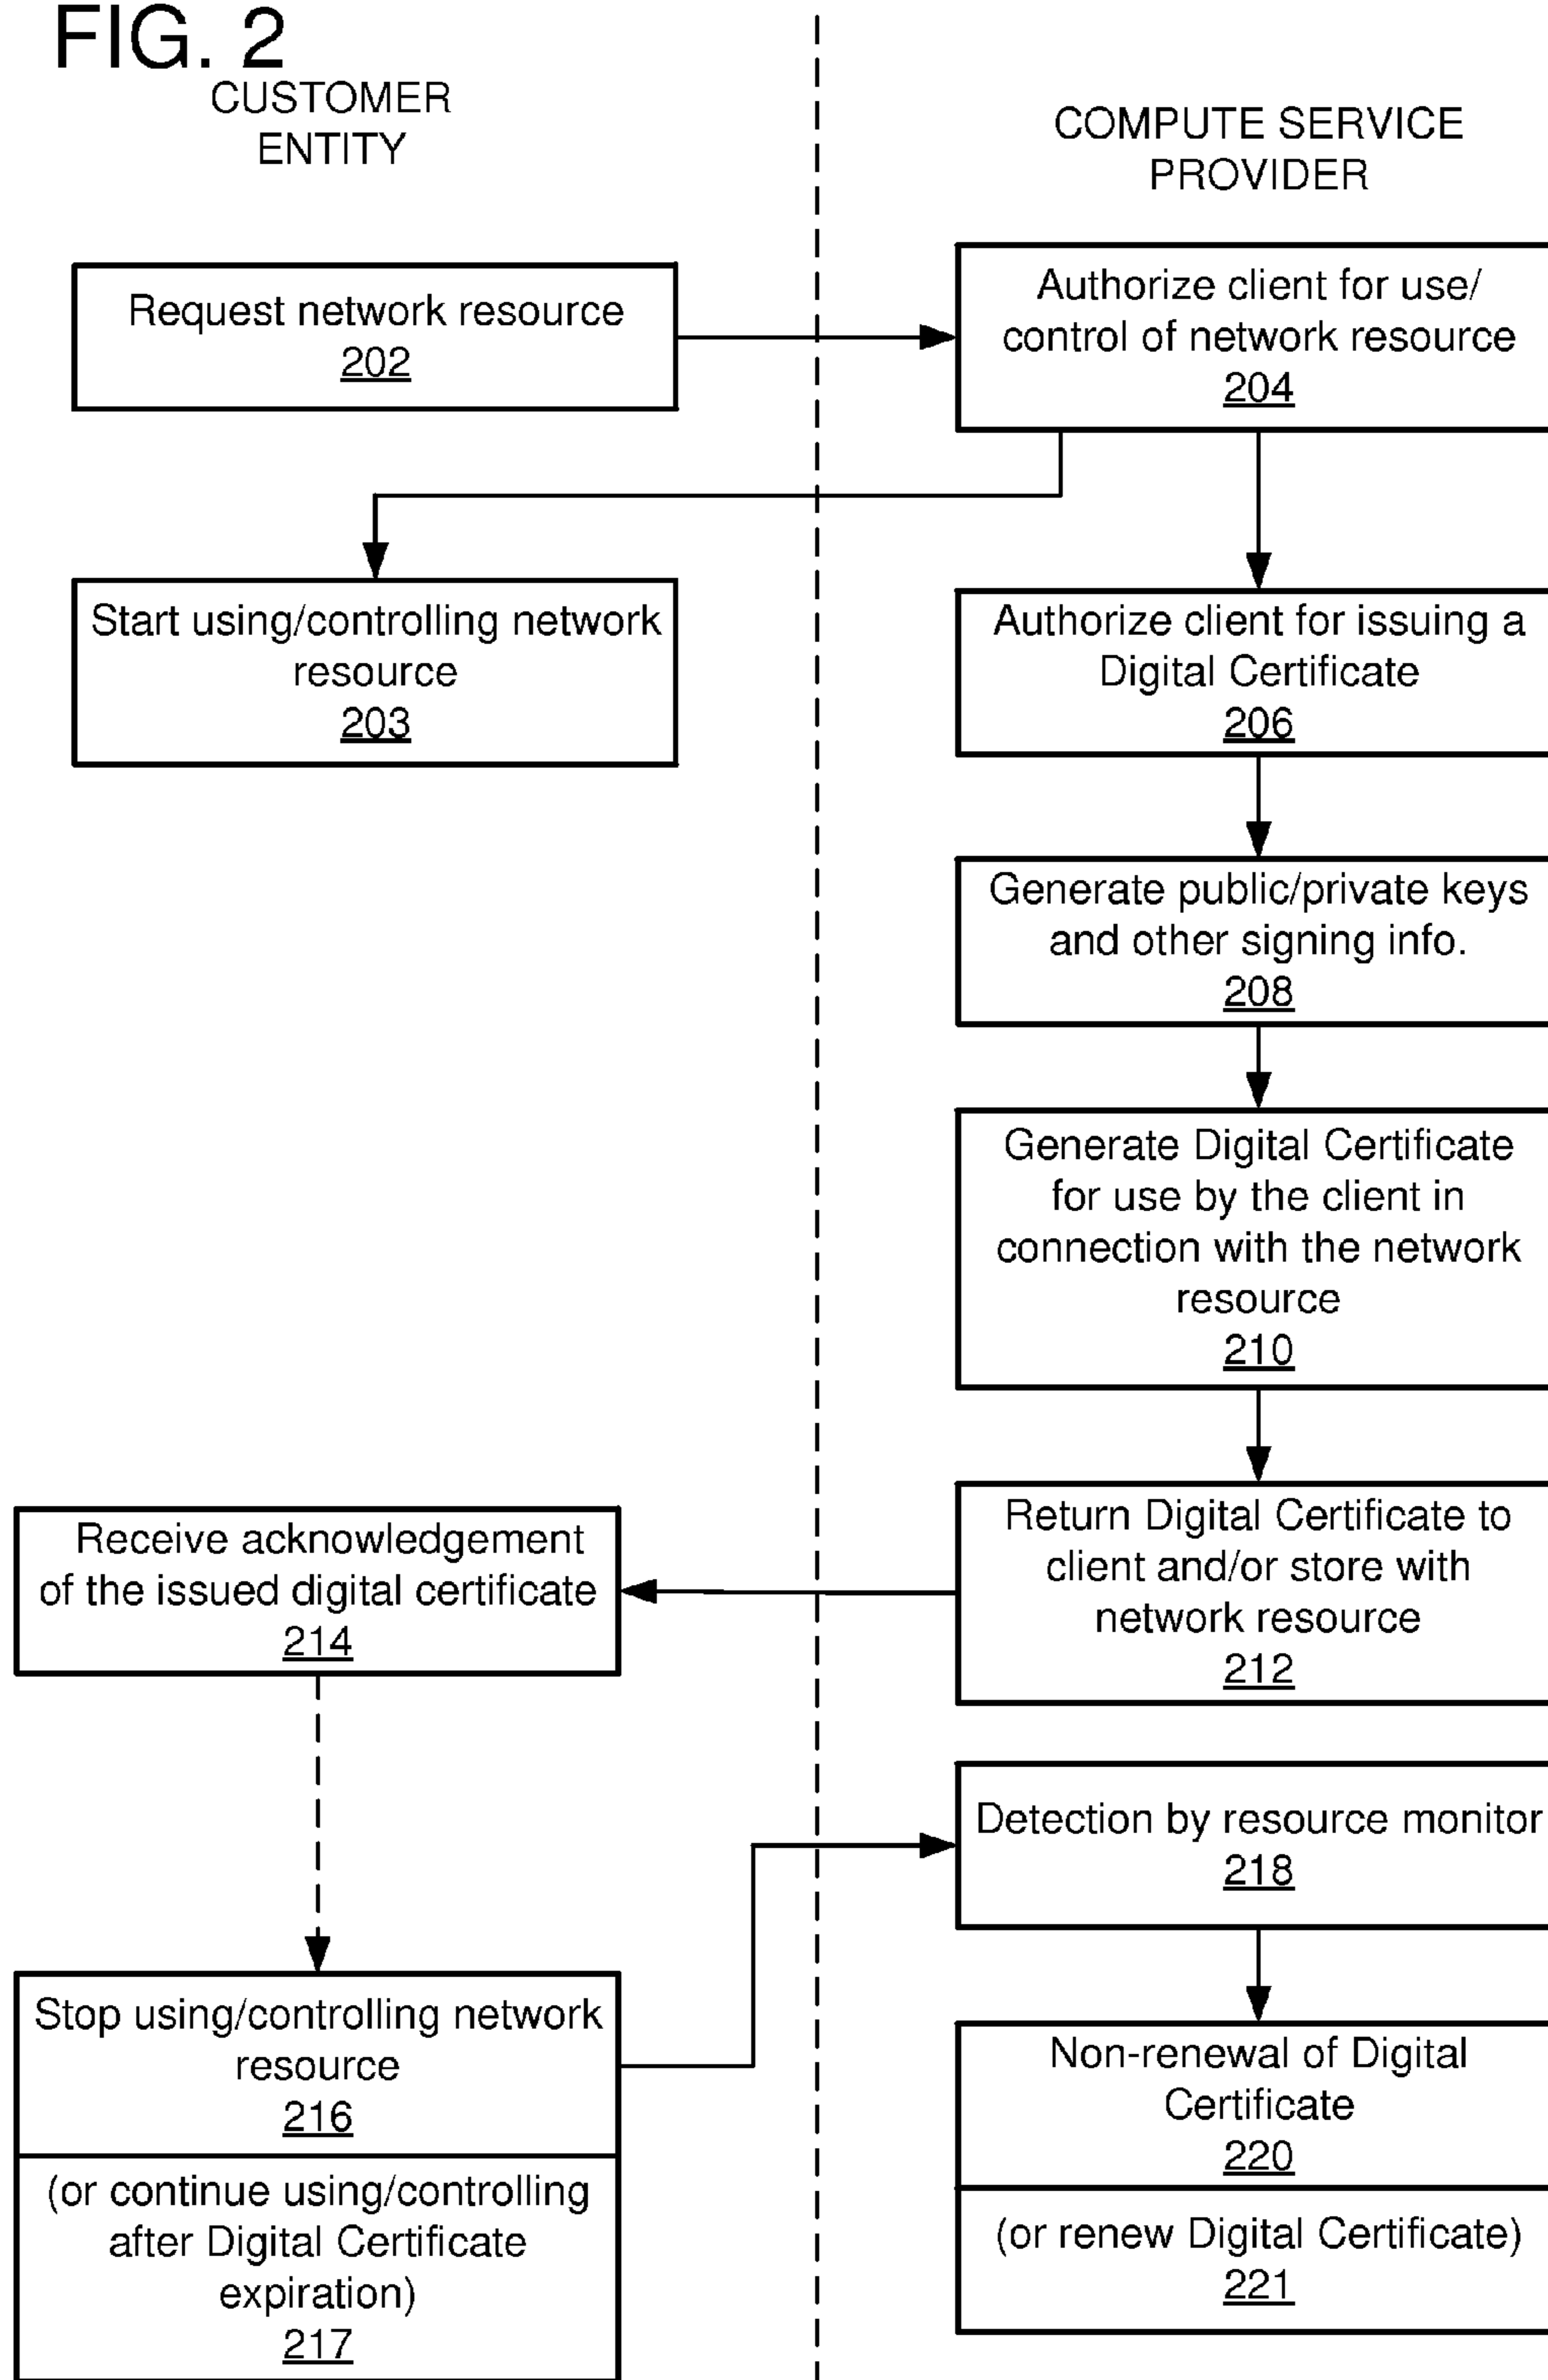 FIG. 2
CUSTOMER
ENTITY
COMPUTE SERVICE
PROVIDER
Request network resource
202
Authorize client for use/
control of network resource
204
Start using/controlling network
resource
203
Authorize client for issuing a
Digital Certificate
206
Generate public/private keys
and other signing info.
208
Generate Digital Certificate
for use by the client in
connection with the network
resource
210
Return Digital Certificate to
client and/or store with
network resource
212
Receive acknowledgement
of the issued digital certificate
214
Detection by resource monitor
218
Stop using/controlling network
resource
216
(or continue using/controlling
after Digital Certificate
expiration)
217
Non-renewal of Digital
Certificate
220
(or renew Digital Certificate)
221